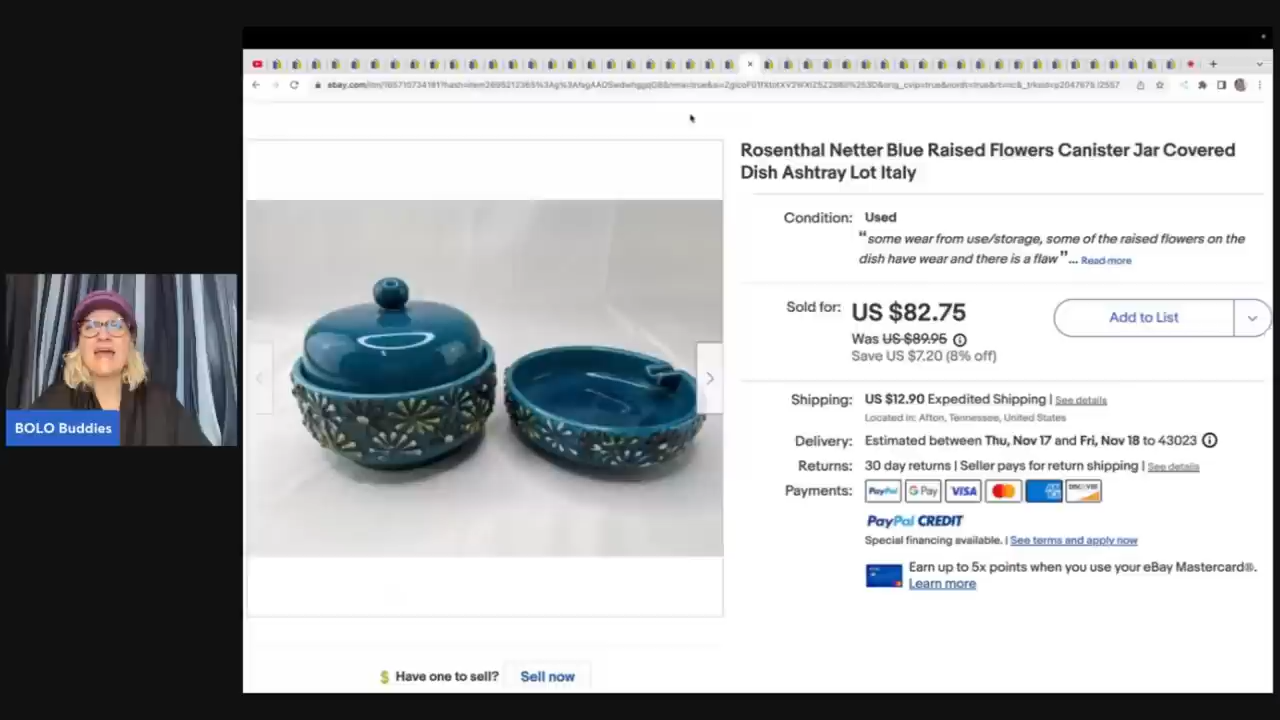 Rosenthal Netter Blue Raised Flowers Canister Jar Covered
Dish Ashtray Lot Italy
Condition: Used
“some wear from use/storage, some of the raised flowers on the
dish have wear and there is a flaw”... Read more
Sold for: US $82.75
Add to List
Was US $89.95
Save US $7.20 (8% off)
Shipping: US $12.90 Expedited Shipping | See details
Located in: Afton, Tennessee, United States
Delivery: Estimated between Thu, Nov 17 and Fri, Nov 18 to 43023
Returns: 30 day returns | Seller pays for return shipping | See details
Payments: PayPal G Pay VISA DISCOVER
PayPal CREDIT
Special financing available. | See terms and apply now
Earn up to 5x points when you use your eBay Mastercard®.
Learn more
BOLO Buddies
$ Have one to sell? Sell now